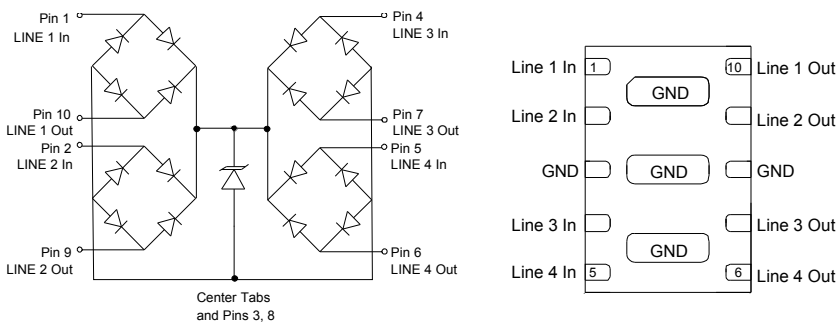 Pin 1
LINE 1 In
Pin 10
LINE 1 Out
Pin 2
LINE 2 In
Pin 9
LINE 2 Out
Pin 4
LINE 3 In
Pin 7
LINE 3 Out
Pin 5
LINE 4 In
Pin 6
LINE 4 Out
Center Tabs
and Pins 3, 8
Line 1 In 1 10 Line 1 Out
GND
Line 2 In Line 2 Out
GND GND GND
Line 3 In Line 3 Out
GND
Line 4 In 5 6 Line 4 Out